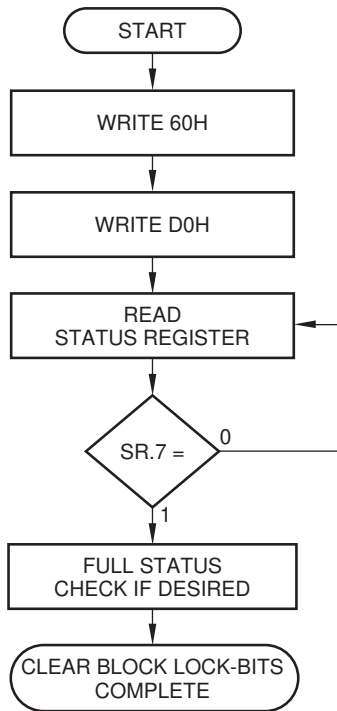 START
WRITE 60H
WRITE D0H
READ
STATUS REGISTER
SR.7 =
0
1
FULL STATUS
CHECK IF DESIRED
CLEAR BLOCK LOCK-BITS
COMPLETE